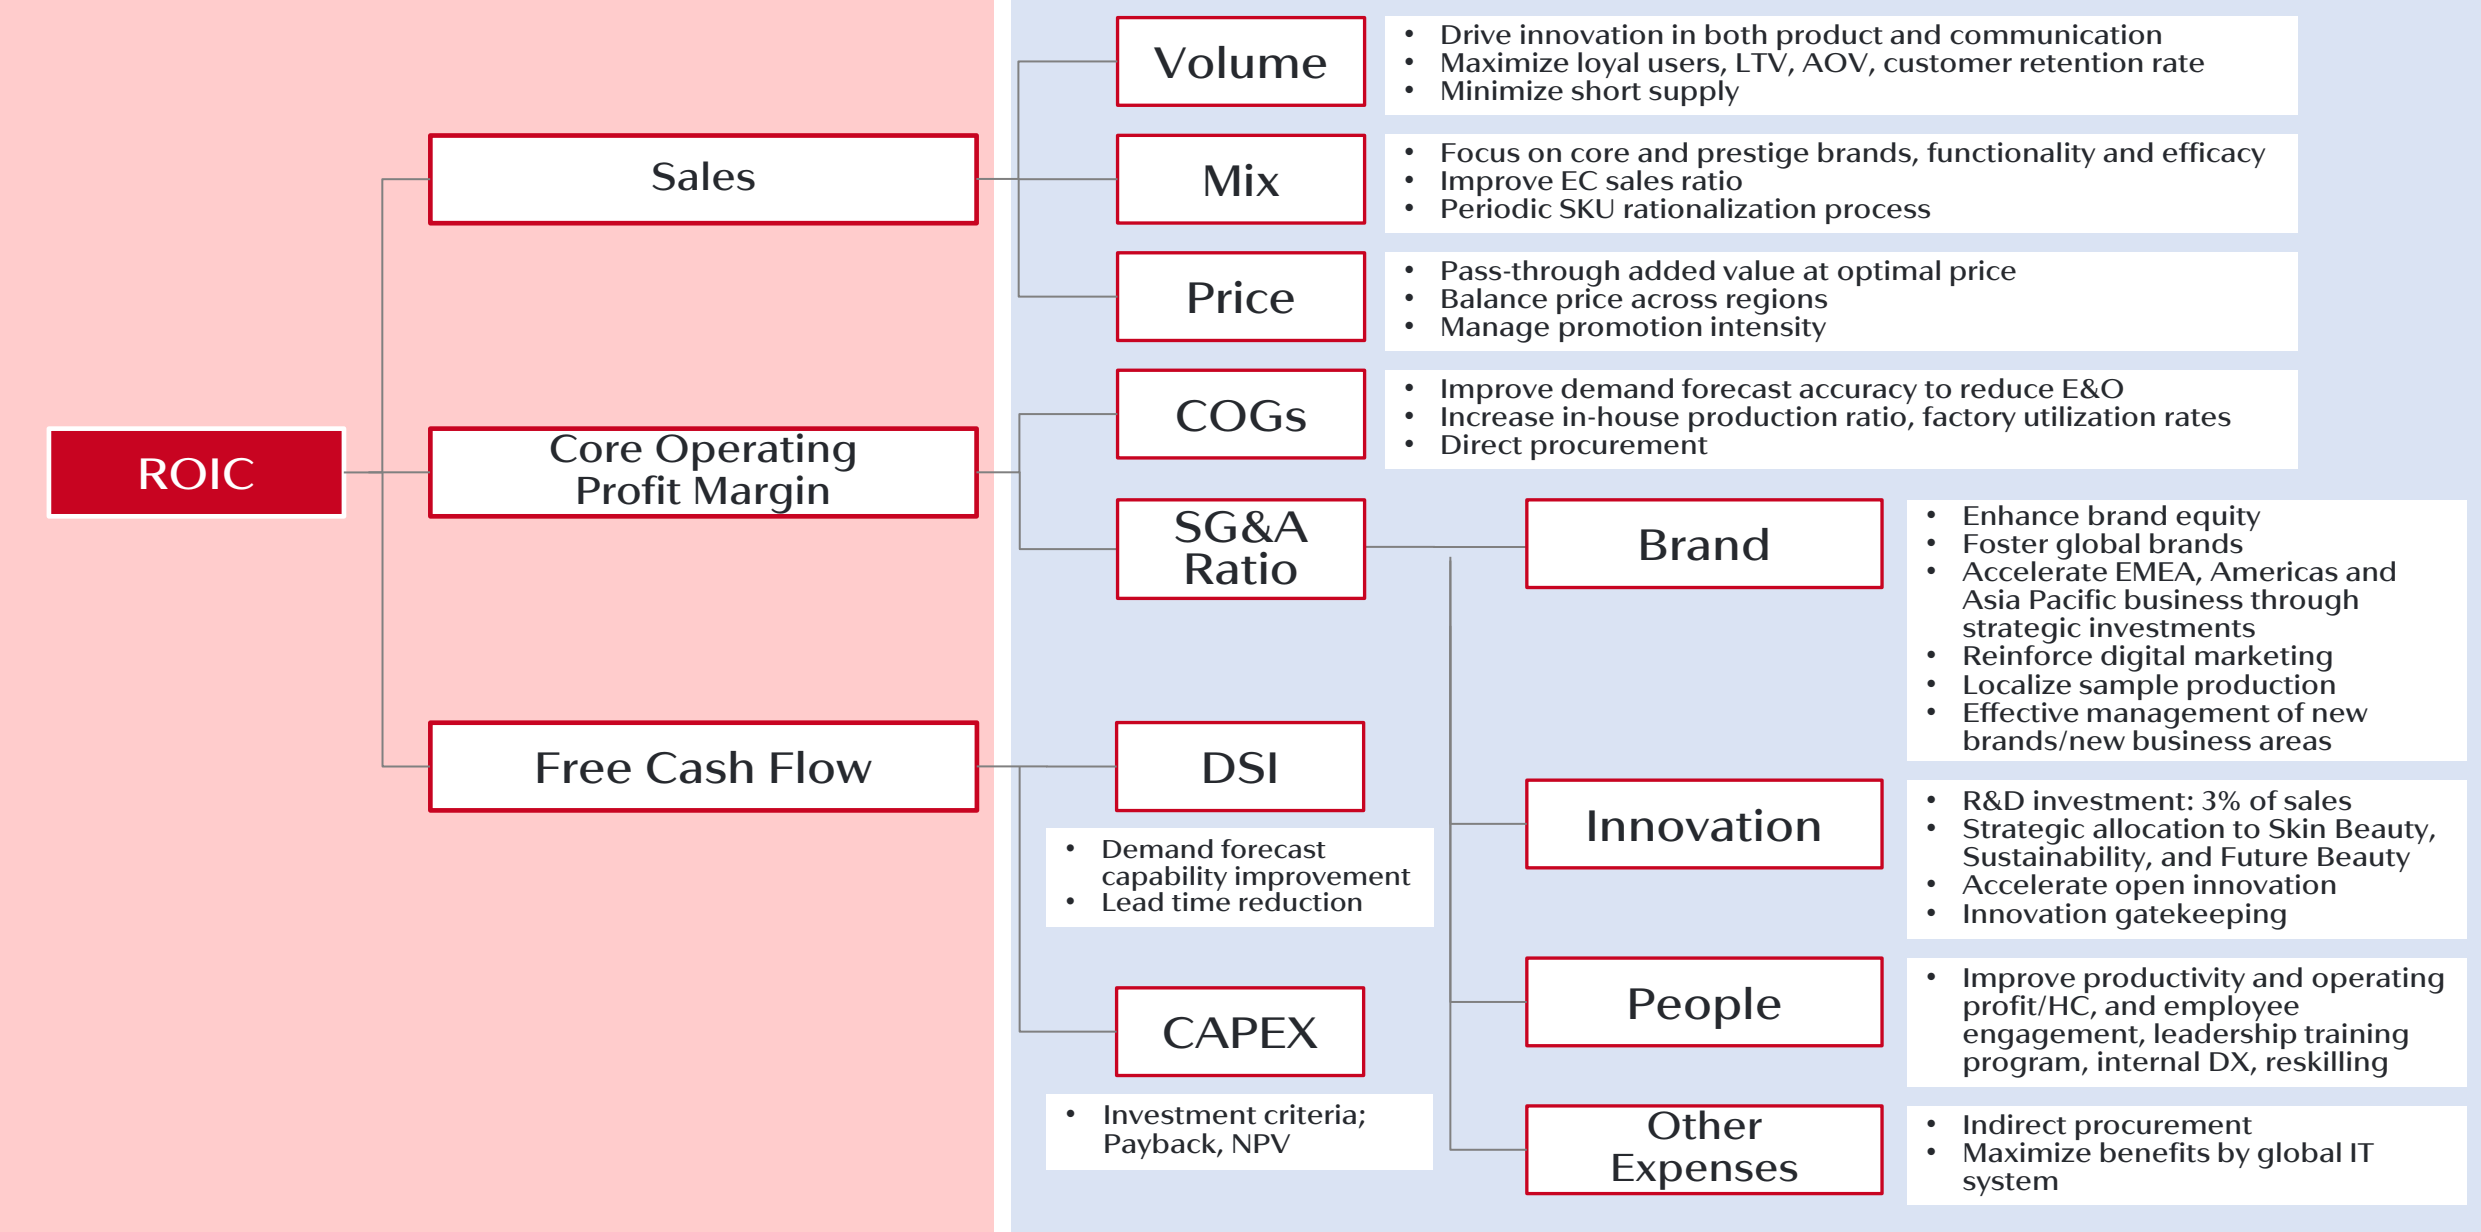 ROIC
Sales
Volume
• Drive innovation in both product and communication
• Maximize loyal users, LTV, AOV, customer retention rate
• Minimize short supply
Mix
• Focus on core and prestige brands, functionality and efficacy
• Improve EC sales ratio
• Periodic SKU rationalization process
Price
• Pass-through added value at optimal price
• Balance price across regions
• Manage promotion intensity
Core Operating
Profit Margin
COGs
• Improve demand forecast accuracy to reduce E&O
• Increase in-house production ratio, factory utilization rates
• Direct procurement
SG&A
Ratio
Brand
• Enhance brand equity
• Foster global brands
• Accelerate EMEA, Americas and
Asia Pacific business through
strategic investments
• Reinforce digital marketing
• Localize sample production
• Effective management of new
brands/new business areas
Innovation
• R&D investment: 3% of sales
• Strategic allocation to Skin Beauty,
Sustainability, and Future Beauty
• Accelerate open innovation
• Innovation gatekeeping
People
• Improve productivity and operating
profit/HC, and employee
engagement, leadership training
program, internal DX, reskilling
Other
Expenses
• Indirect procurement
• Maximize benefits by global IT
system
Free Cash Flow
DSI
• Demand forecast
capability improvement
• Lead time reduction
CAPEX
• Investment criteria;
Payback, NPV